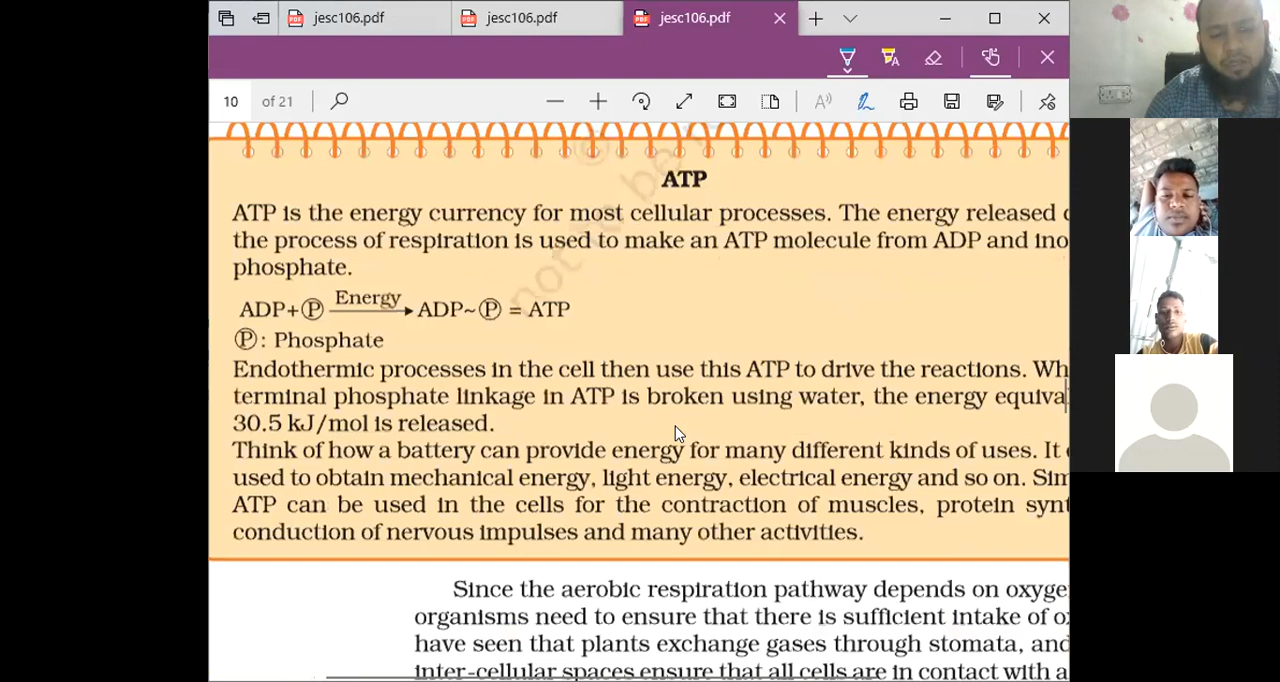 jesc106.pdf
jesc106.pdf
jesc106.pdf
10 of 21
ATP
ATP is the energy currency for most cellular processes. The energy released
the process of respiration is used to make an ATP molecule from ADP and
phosphate.
ADP+Ⓟ Energy → ADP~Ⓟ = ATP
Ⓟ: Phosphate
Endothermic processes in the cell then use this ATP to drive the reactions.
terminal phosphate linkage in ATP is broken using water, the energy
30.5 kJ/mol is released.
Think of how a battery can provide energy for many different kinds of uses. It
used to obtain mechanical energy, light energy, electrical energy and so on.
ATP can be used in the cells for the contraction of muscles, protein
conduction of nervous impulses and many other activities.
Since the aerobic respiration pathway depends on
organisms need to ensure that there is sufficient intake of
have seen that plants exchange gases through stomata, and
inter-cellular spaces ensure that all cells are in contact with